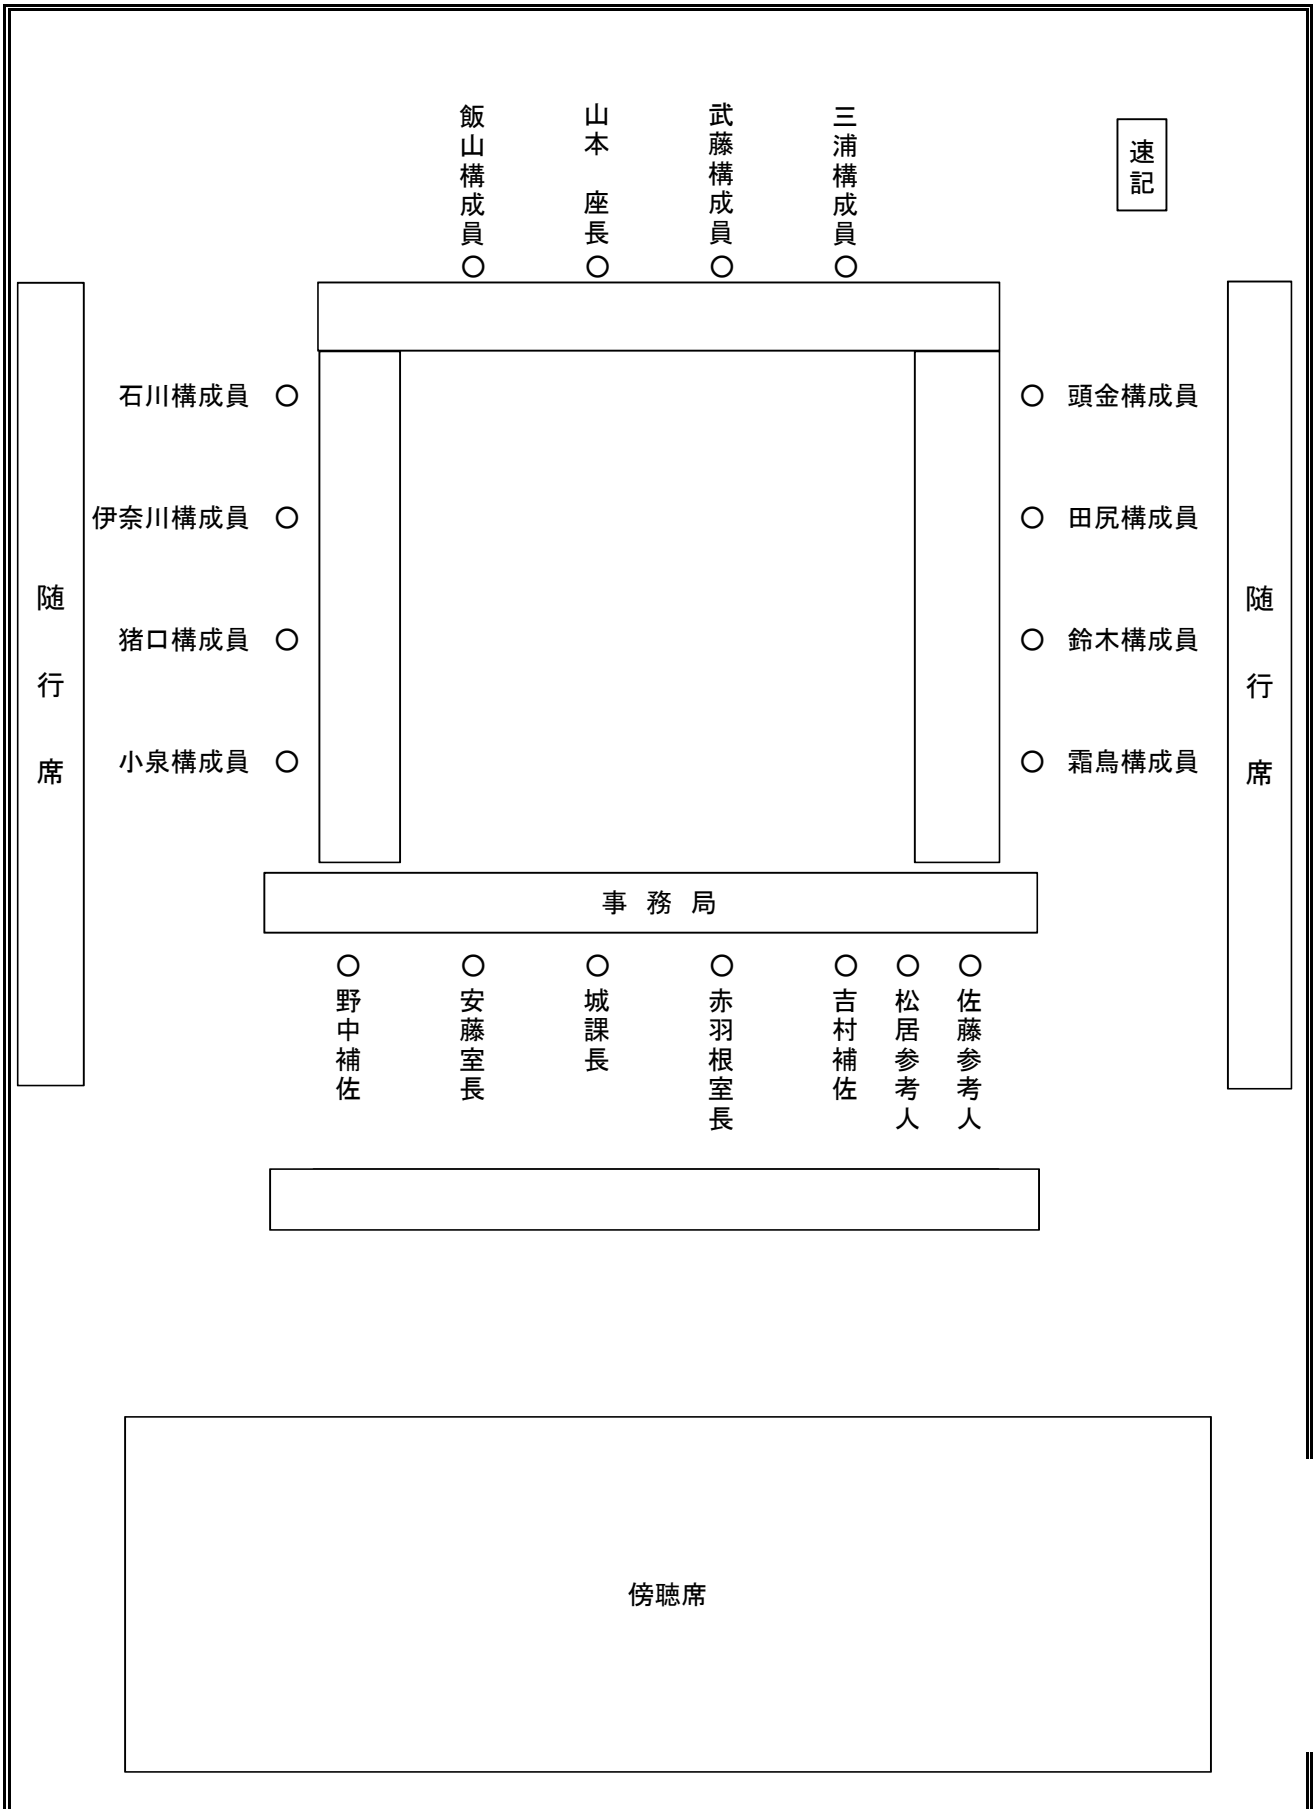 飯山構成員
山本　座長
武藤構成員
三浦構成員
速記
石川構成員
頭金構成員
伊奈川構成員
田尻構成員
猪口構成員
鈴木構成員
小泉構成員
霜鳥構成員
随行席
随行席
事 務 局
野中補佐
安藤室長
城課長
赤羽根室長
吉村補佐
松居参考人
佐藤参考人
傍聴席